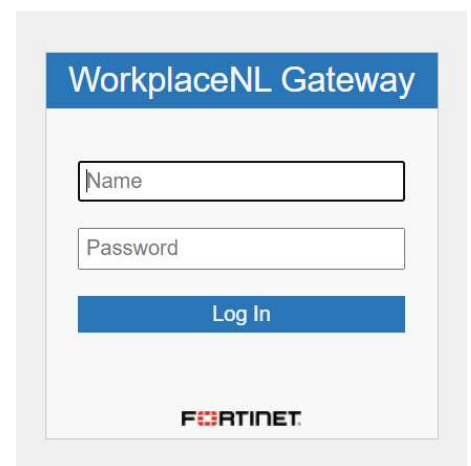 WorkplaceNL Gateway
Name
Password
Log In
FORTINET